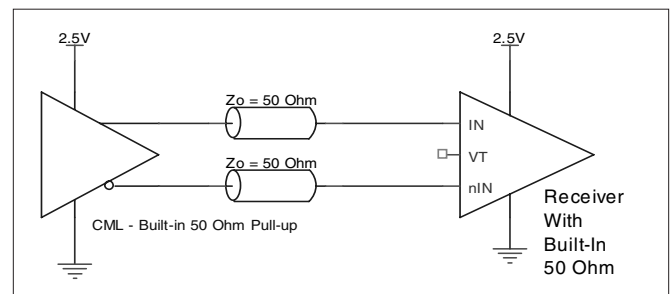 2.5V
2.5V
Zo = 50 Ohm
IN
VT
Zo = 50 Ohm
nIN
CML - Built-in 50 Ohm Pull-up
Receiver
With
Built-In
50 Ohm